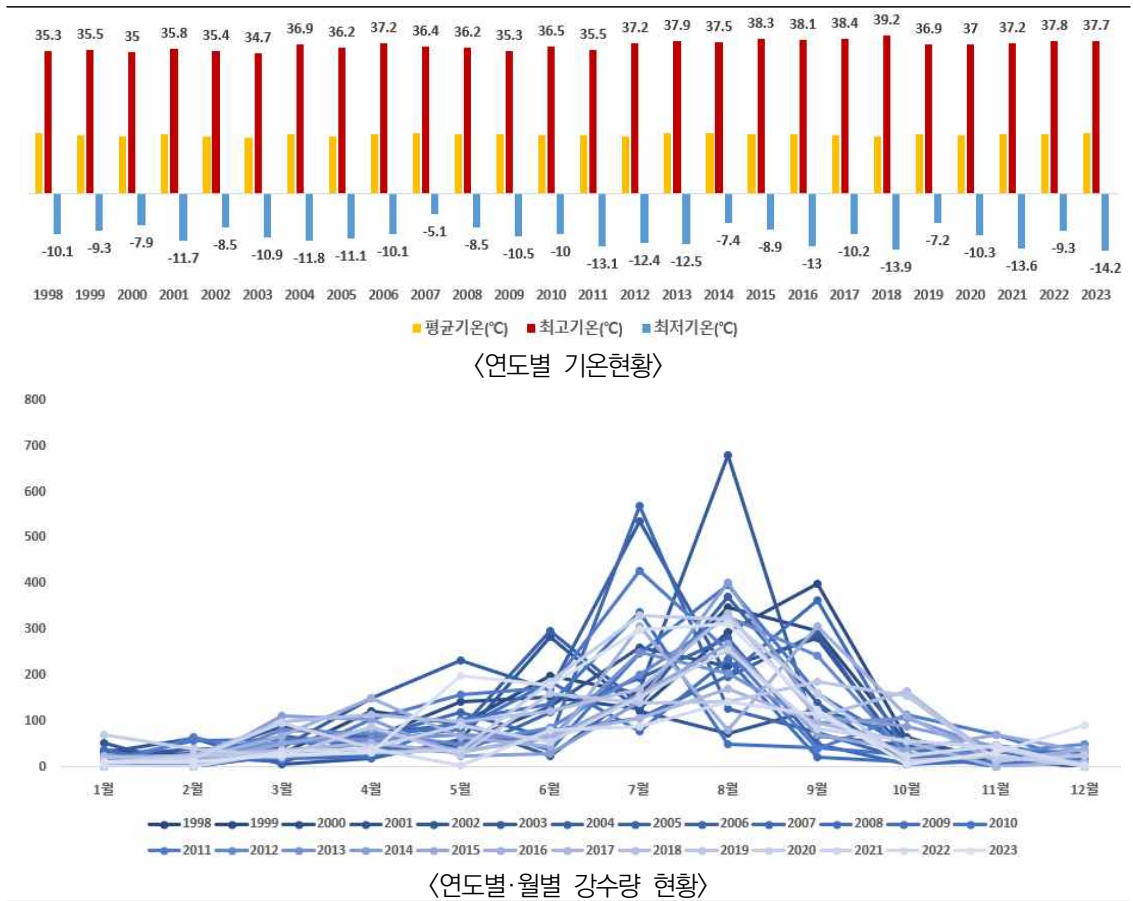 35.3 35.5 35 35.8 35.4 34.7 36.9 36.2 37.2 36.4 36.2 35.3 36.5 35.5 37.2 37.9 37.5 38.3 38.1 38.4 39.2 36.9 37 37.2 37.8 37.7
-10.1 -9.3 -7.9 -11.7 -8.5 -10.9 -11.8 -11.1 -10.1 -5.1 -8.5 -10.5 -10 -13.1 -12.4 -12.5 -7.4 -8.9 -13 -10.2 -13.9 -7.2 -10.3 -13.6 -9.3 -14.2
1998 1999 2000 2001 2002 2003 2004 2005 2006 2007 2008 2009 2010 2011 2012 2013 2014 2015 2016 2017 2018 2019 2020 2021 2022 2023
평균기온(℃) 최고기온(℃) 최저기온(℃)
〈연도별 기온현황〉
800
700
600
500
400
300
200
100
0
1월 2월 3월 4월 5월 6월 7월 8월 9월 10월 11월 12월
1998 1999 2000 2001 2002 2003 2004 2005 2006 2007 2008 2009 2010
2011 2012 2013 2014 2015 2016 2017 2018 2019 2020 2021 2022 2023
〈연도별·월별 강수량 현황〉